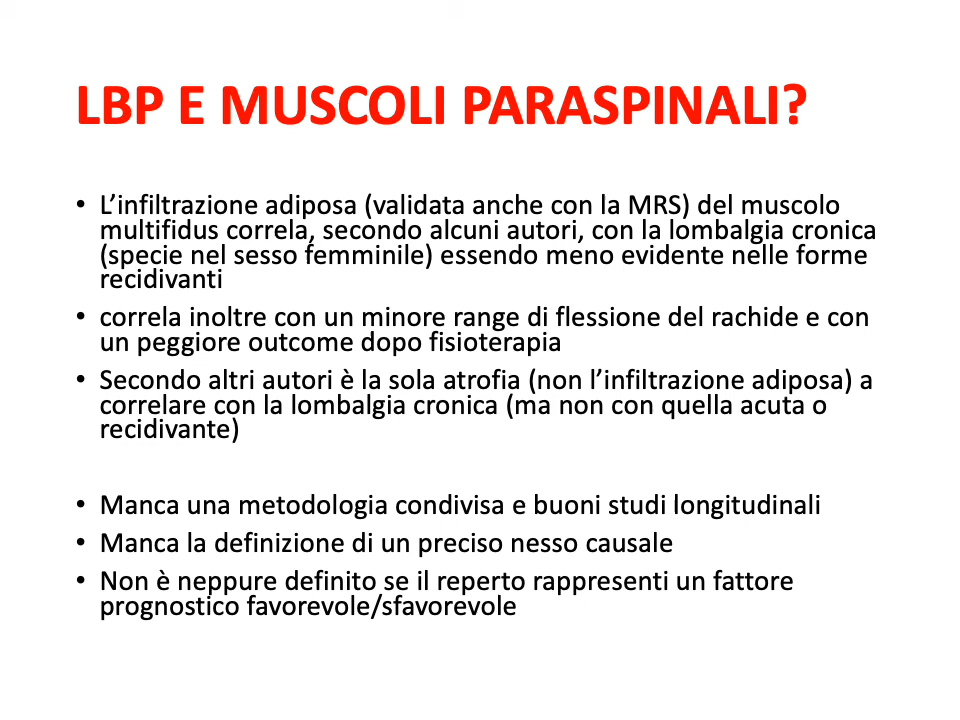 LBP E MUSCOLI PARASPINALI?
• L’infiltrazione adiposa (validata anche con la MRS) del muscolo
multifidus correla, secondo alcuni autori, con la lombalgia cronica
(specie nel sesso femminile) essendo meno evidente nelle forme
recidivanti
• correla inoltre con un minore range di flessione del rachide e con
un peggiore outcome dopo fisioterapia
• Secondo altri autori è la sola atrofia (non l’infiltrazione adiposa) a
correlare con la lombalgia cronica (ma non con quella acuta o
recidivante)
• Manca una metodologia condivisa e buoni studi longitudinali
• Manca la definizione di un preciso nesso causale
• Non è neppure definito se il reperto rappresenti un fattore
prognostico favorevole/sfavorevole